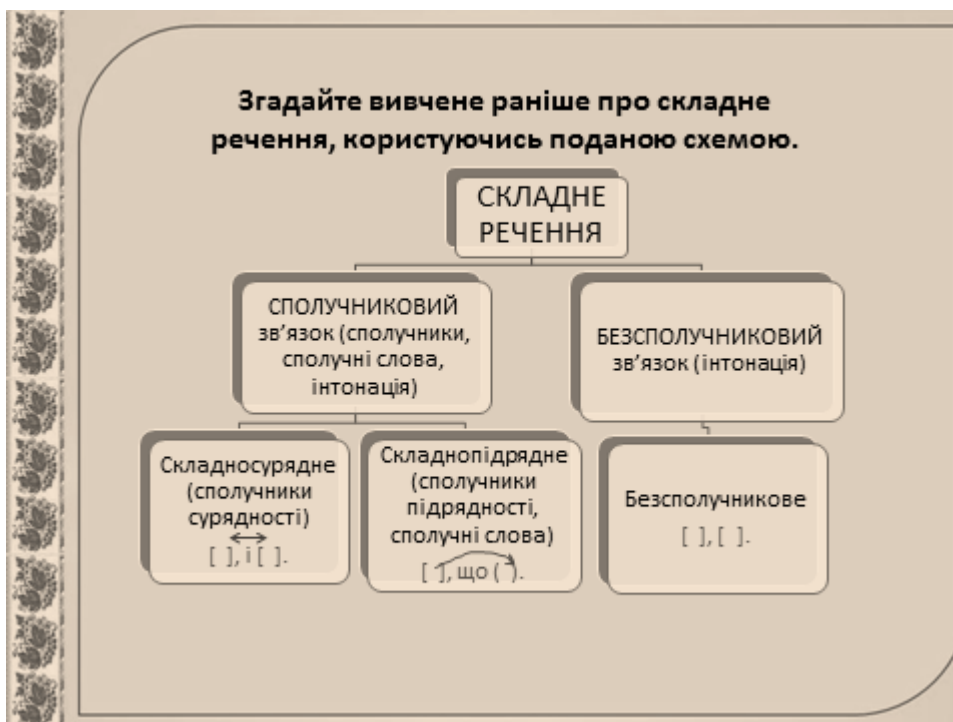 Згадайте вивчене раніше про складне
речення, користуючись поданою схемою.
СКЛАДНЕ
РЕЧЕННЯ
СПОЛУЧНИКОВИЙ
зв’язок (сполучники,
сполучні слова,
інтонація)
БЕЗСПОЛУЧНИКОВИЙ
зв’язок (інтонація)
Складносурядне
(сполучники
сурядності)
[ ], і [ ].
Складнопідрядне
(сполучники
підрядності,
сполучні слова)
[ ], що ( ).
Безсполучникове
[ ], [ ].